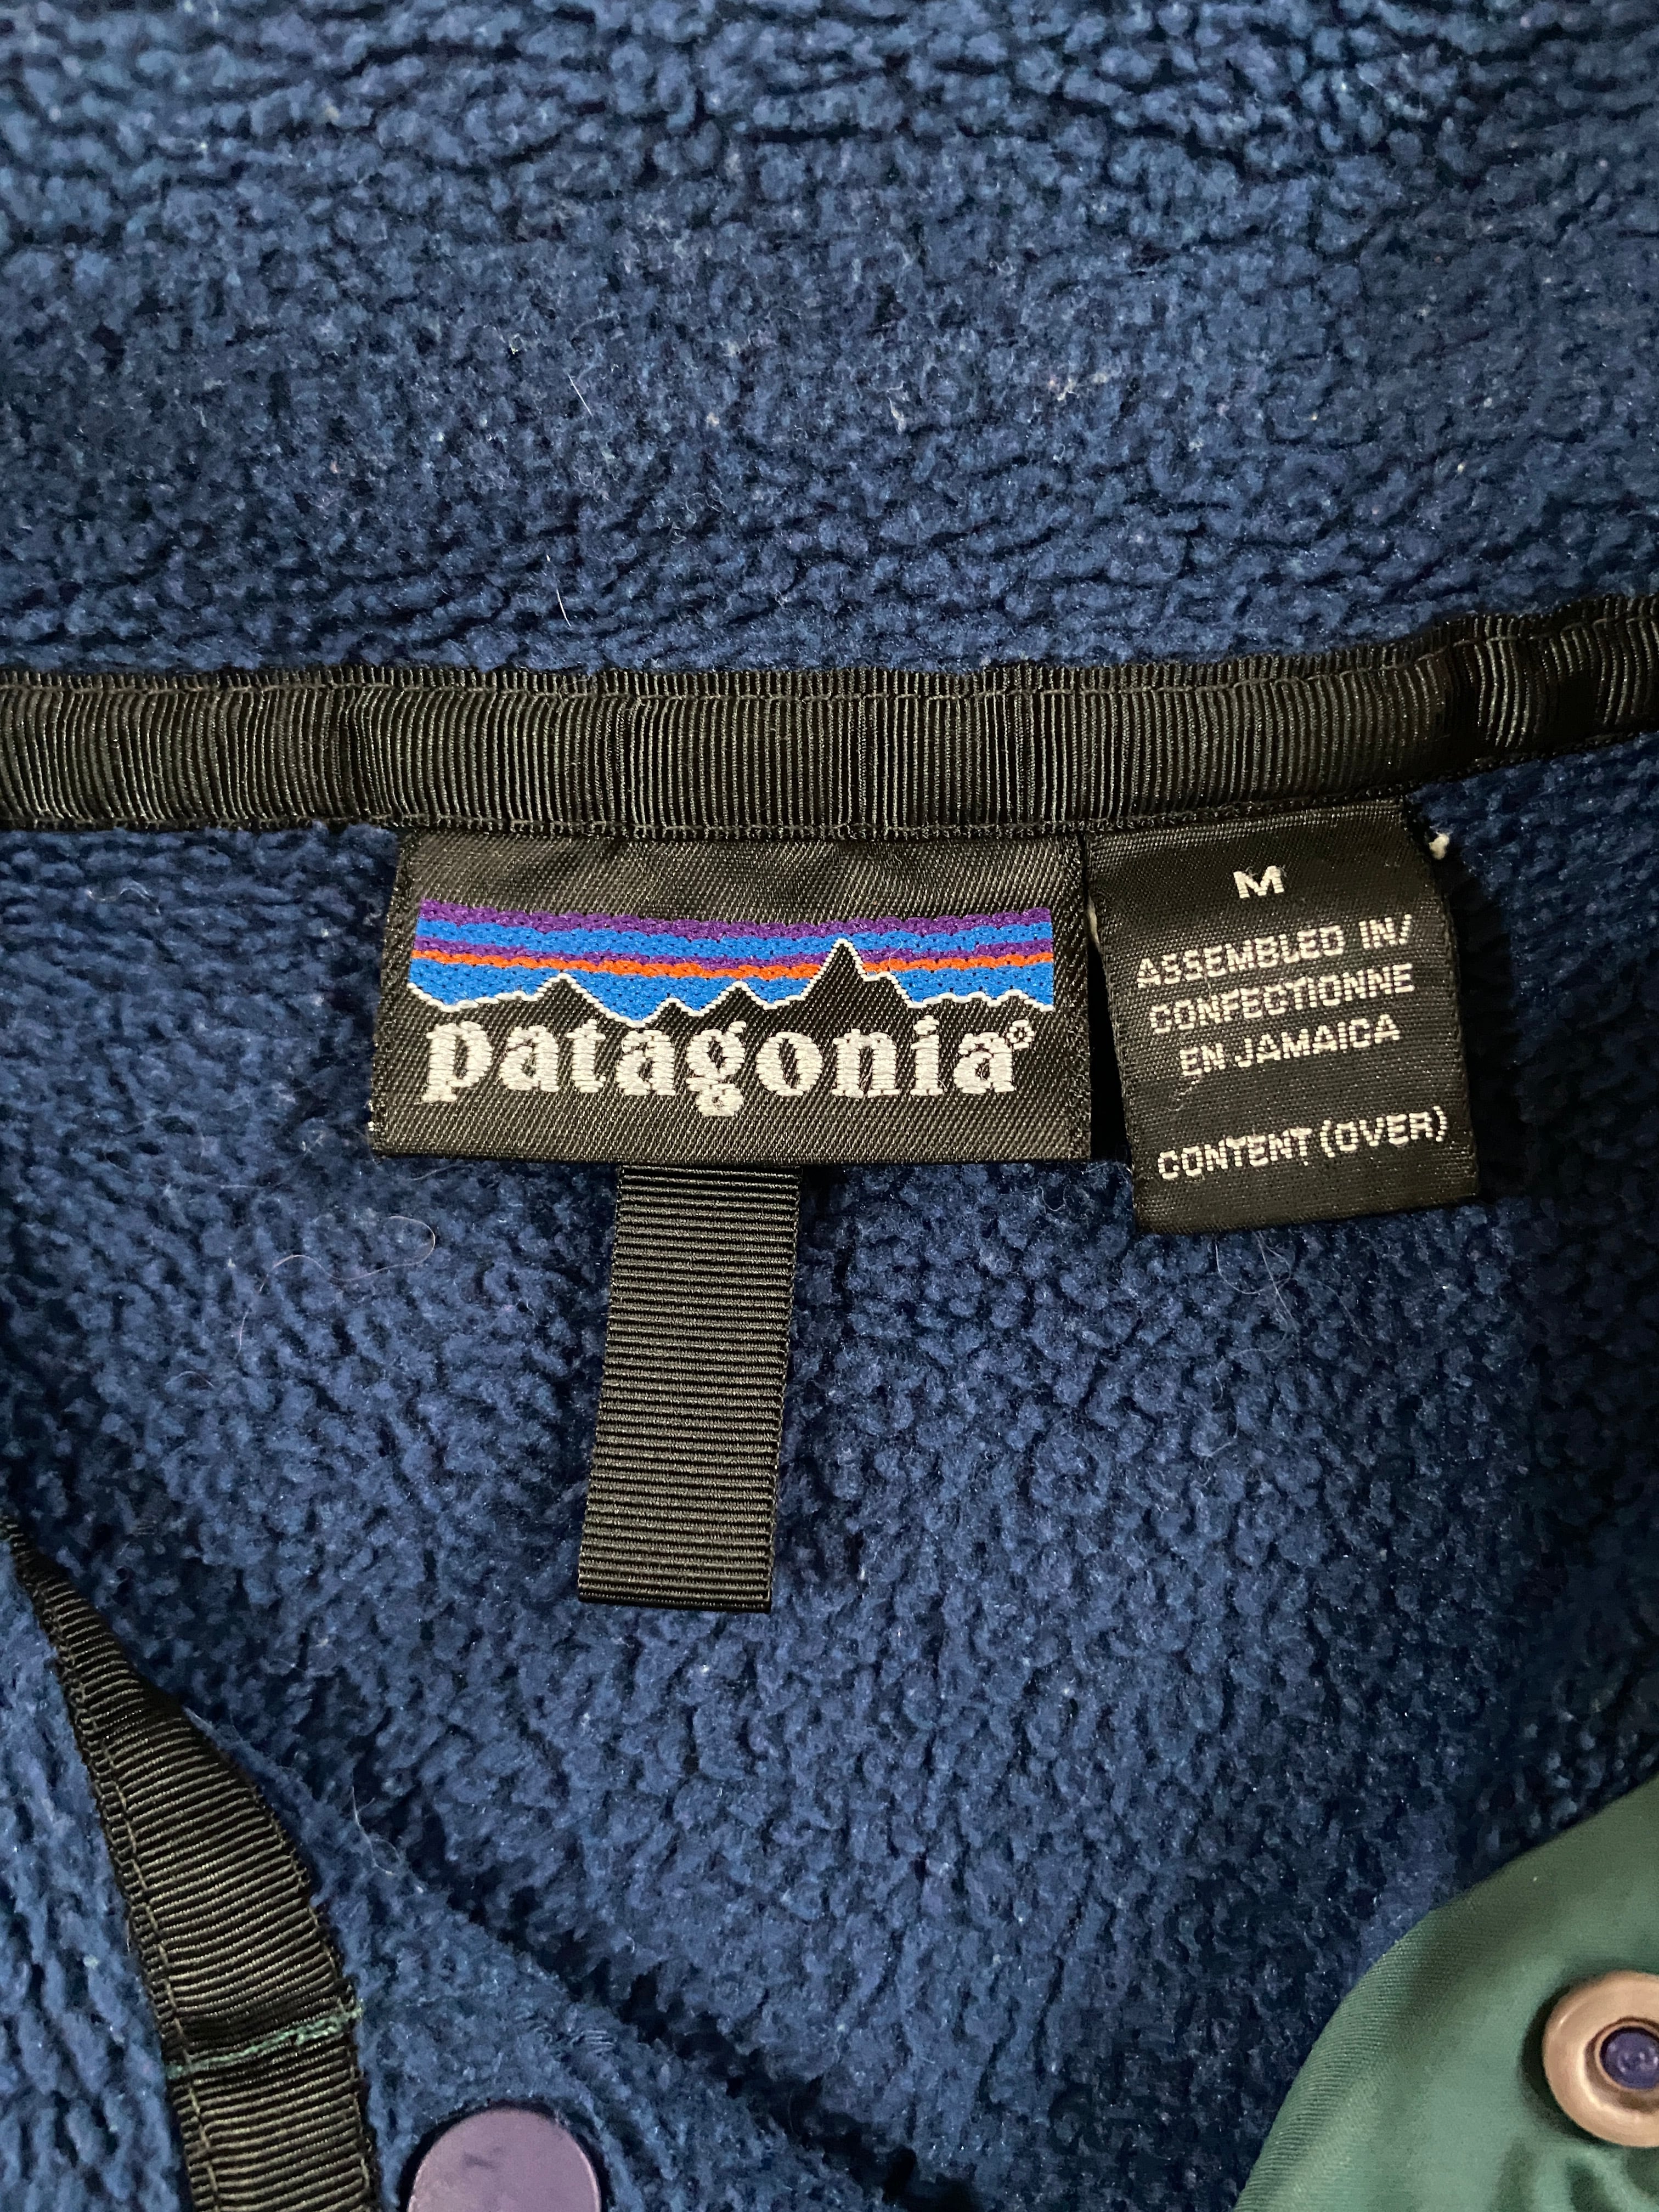 patagonia®
M
ASSEMBLED IN/
CONFECTIONNE
EN JAMAICA
CONTENT (OVER)